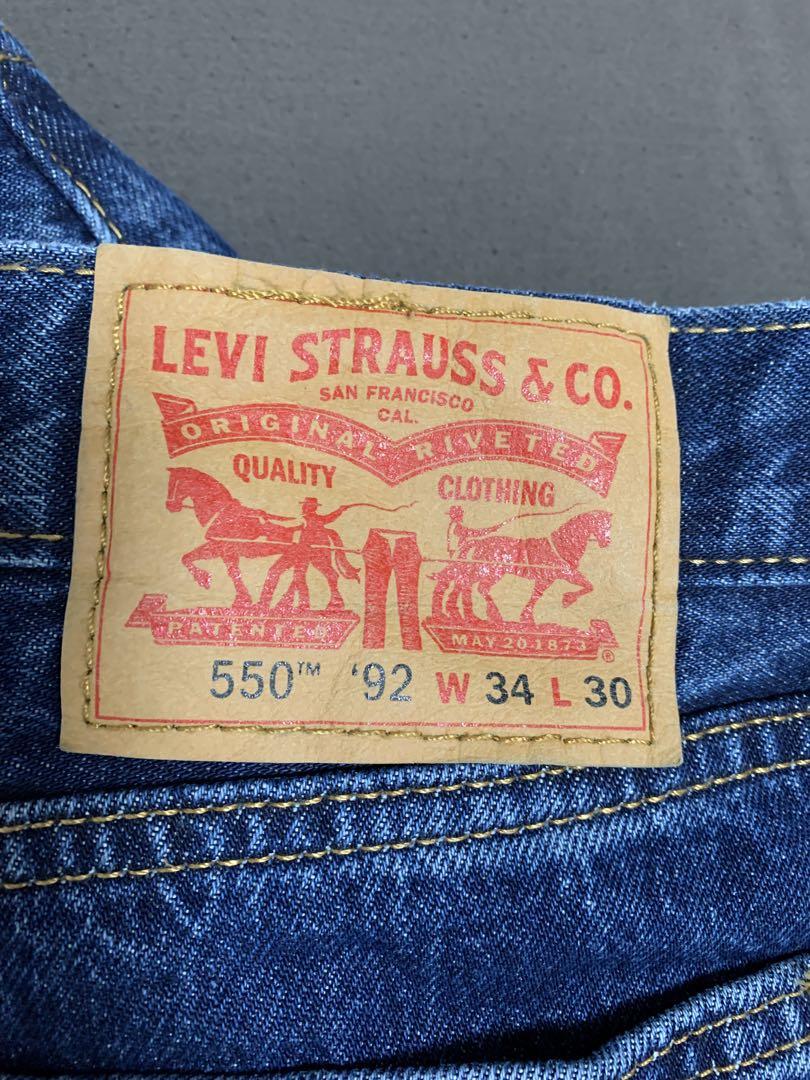 LEVI STRAUSS & CO.
SAN FRANCISCO
CAL.
ORIGINAL RIVETED
QUALITY CLOTHING
PATENTED MAY 20 1873 ®
550™ '92 W 34 L 30